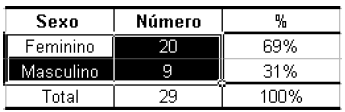 Sexo Número %
Feminino 20 69%
Masculino 9 31%
Total 29 100%